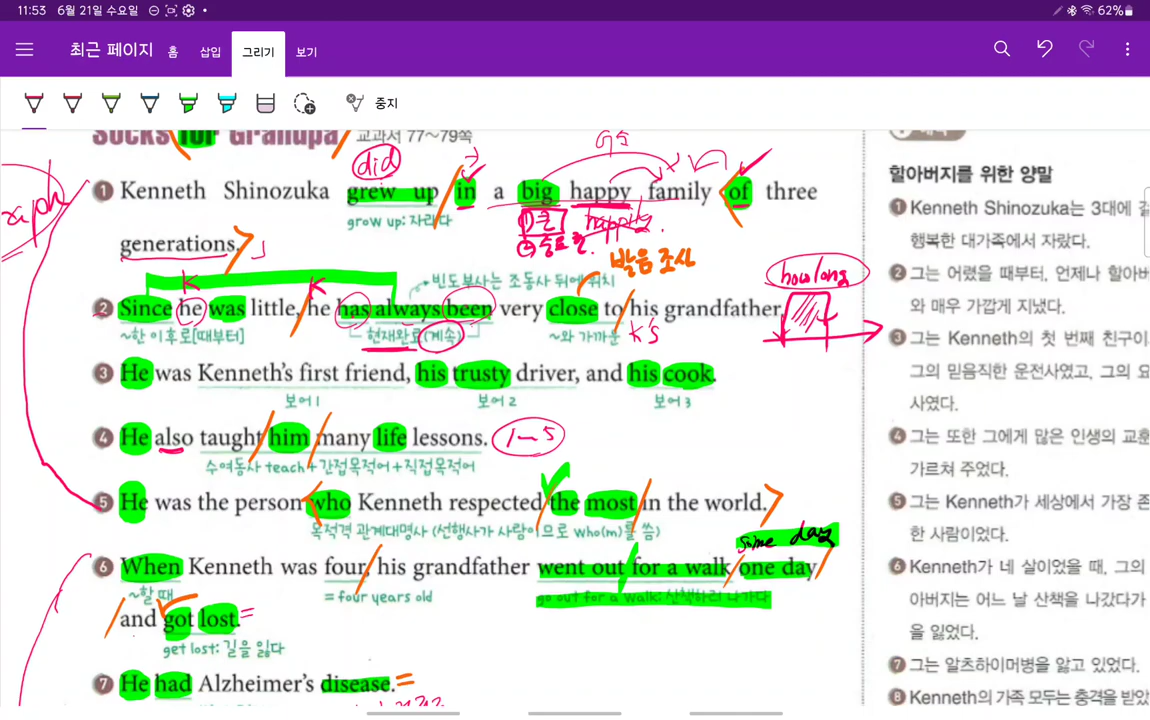 11:53 6월 21일 수요일 62%
최근 페이지 홈 삽입 그리기 보기
중지
Socks for Grandpa 교과서 77~79쪽
did
1 Kenneth Shinozuka grew up in a big happy family of three
grow up: 자라다
① 큰 happy
②
generations.
발음 조사
빈도부사는 조동사 뒤에 위치
how long
K K
2 Since he was little, he has always been very close to his grandfather.
~한 이후로[때부터] 현재완료(계속) ~와 가까운 K's
3 He was Kenneth's first friend, his trusty driver, and his cook.
보어 1 보어 2 보어 3
4 He also taught him many life lessons. 1-5
수여동사 teach+간접목적어+직접목적어
5 He was the person who Kenneth respected the most in the world.
목적격 관계대명사 (선행사가 사람이므로 who(m)를 씀)
some day
6 When Kenneth was four, his grandfather went out for a walk one day
~할 때 = four years old go out for a walk: 산책하러 나가다
and got lost. =
get lost: 길을 잃다
7 He had Alzheimer's disease. =
할아버지를 위한 양말
1 Kenneth Shinozuka는 3대에 걸
행복한 대가족에서 자랐다.
2 그는 어렸을 때부터, 언제나 할아버
와 매우 가깝게 지냈다.
3 그는 Kenneth의 첫 번째 친구이
그의 믿음직한 운전사였고, 그의 요
사였다.
4 그는 또한 그에게 많은 인생의 교훈
가르쳐 주었다.
5 그는 Kenneth가 세상에서 가장 존
한 사람이었다.
6 Kenneth가 네 살이었을 때, 그의
아버지는 어느 날 산책을 나갔다가
을 잃었다.
7 그는 알츠하이머병을 앓고 있었다.
8 Kenneth의 가족 모두는 충격을 받았